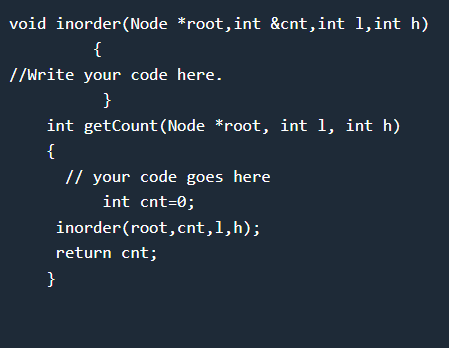 void inorder(Node *root,int &cnt,int l,int h)
{
//Write your code here.
}
int getCount(Node *root, int l, int h)
{
// your code goes here
int cnt=0;
inorder(root,cnt,l,h);
return cnt;
}